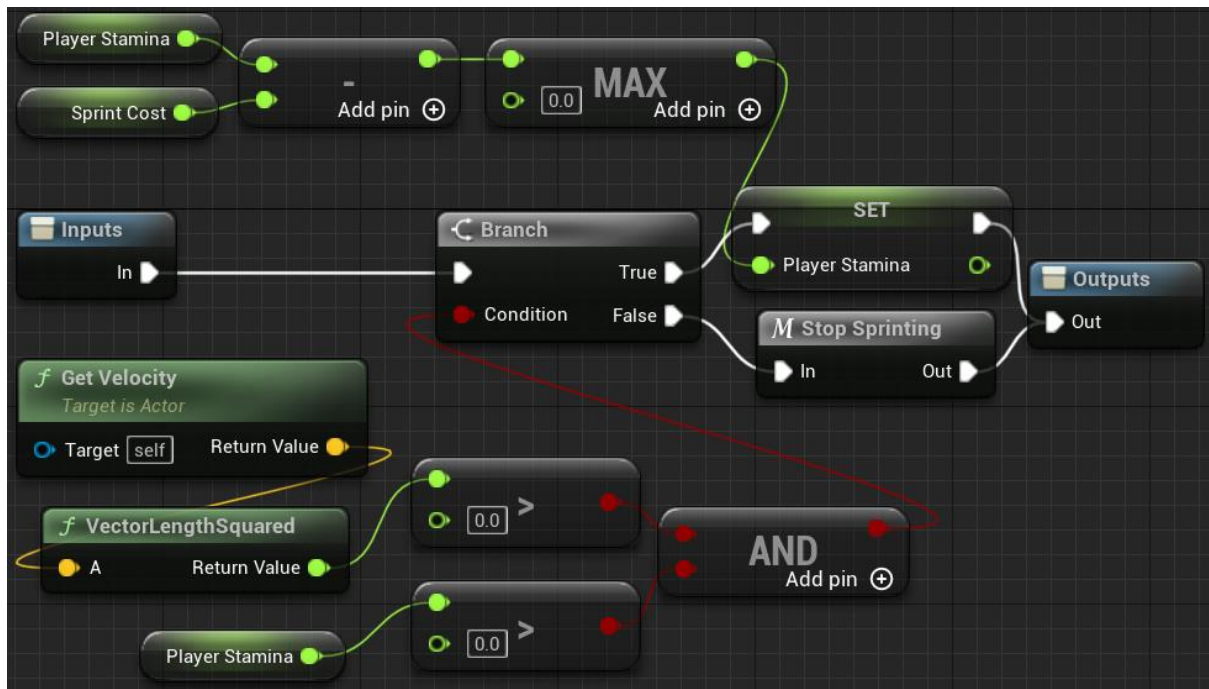 Player Stamina
-
Add pin
0.0
MAX
Add pin
Sprint Cost
Inputs
In
Branch
True
Condition
False
SET
Player Stamina
M Stop Sprinting
In
Out
Outputs
Out
f Get Velocity
Target is Actor
Target self
Return Value
f VectorLengthSquared
A
Return Value
0.0
>
AND
Add pin
Player Stamina
0.0
>